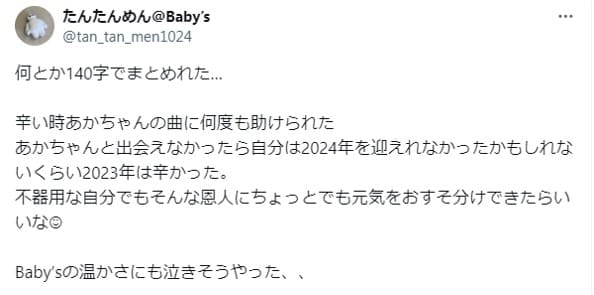 たんたんめん@Baby's
@tan_tan_men1024
何とか140字でまとめれた...
辛い時あかちゃんの曲に何度も助けられた
あかちゃんと出会えなかったら自分は2024年を迎えれなかったかもしれな
いくらい2023年は辛かった。
不器用な自分でもそんな恩人にちょっとでも元気をおすそ分けできたらい
いな☺
Baby'sの温かさにも泣きそうやった、、